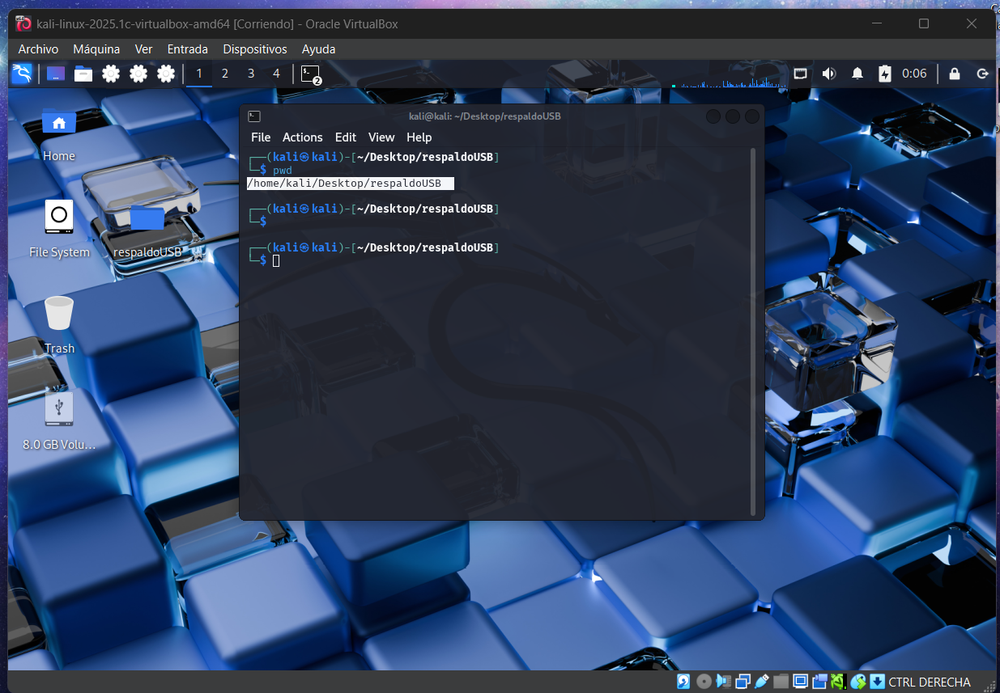 kali-linux-2025.1c-virtualbox-amd64 [Corriendo] - Oracle VirtualBox
Archivo Máquina Ver Entrada Dispositivos Ayuda
1 2 3 4 2 0:06
kali@kali: ~/Desktop/respaldoUSB
File Actions Edit View Help
┌──(kali㉿kali)-[~/Desktop/respaldoUSB]
└─$ pwd
/home/kali/Desktop/respaldoUSB
┌──(kali㉿kali)-[~/Desktop/respaldoUSB]
└─$
┌──(kali㉿kali)-[~/Desktop/respaldoUSB]
└─$
Home
File System
respaldoUSB
Trash
8.0 GB Volu...
CTRL DERECHA